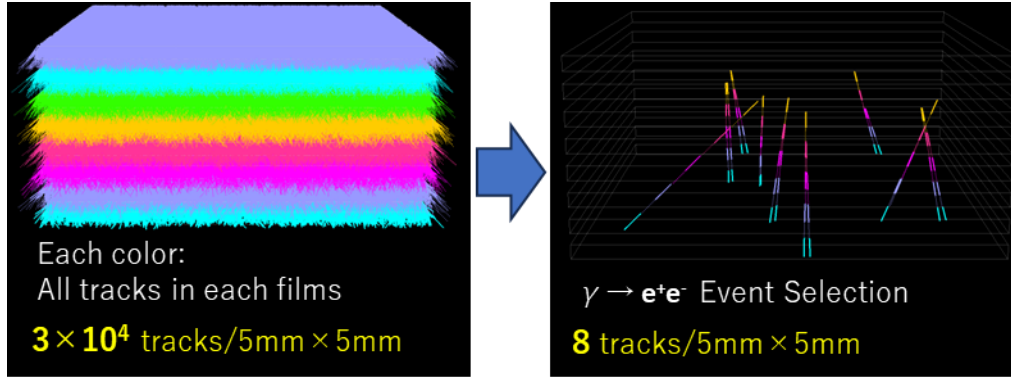 Each color:
All tracks in each films
3×10⁴ tracks/5mm×5mm
γ → e⁺e⁻ Event Selection
8 tracks/5mm×5mm